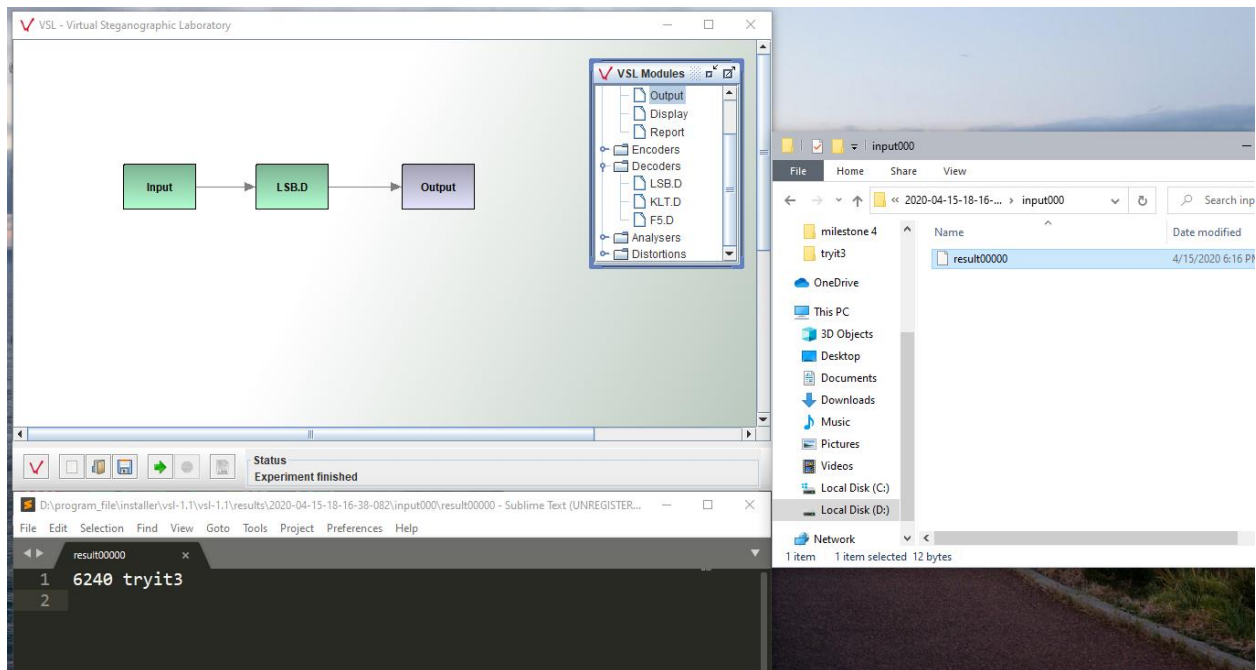 VSL - Virtual Steganographic Laboratory
VSL Modules
Output
Display
Report
Encoders
Decoders
LSB.D
KLT.D
F5.D
Analysers
Distortions
Input
LSB.D
Output
Status
Experiment finished
D:\program_file\installer\vsl-1.1\vsl-1.1\results\2020-04-15-18-16-38-082\input000\result00000 - Sublime Text (UNREGISTER...
File Edit Selection Find View Goto Tools Project Preferences Help
result00000
1 6240 tryit3
2
input000
File Home Share View
« 2020-04-15-18-16-... › input000
Search inp
milestone 4
tryit3
OneDrive
This PC
3D Objects
Desktop
Documents
Downloads
Music
Pictures
Videos
Local Disk (C:)
Local Disk (D:)
Network
Name Date modified
result00000 4/15/2020 6:16 PM
1 item 1 item selected 12 bytes